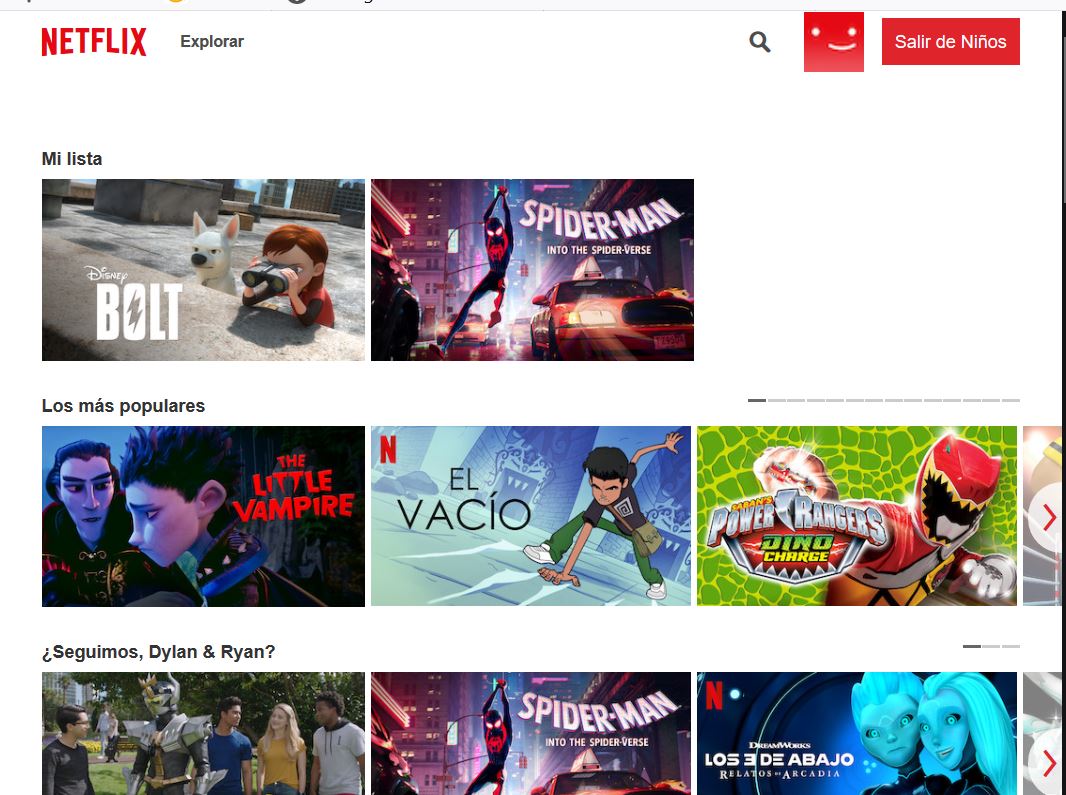 NETFLIX
Explorar
Salir de Niños
Mi lista
DISNEY
BOLT
SPIDER-MAN
INTO THE SPIDER-VERSE
Los más populares
THE
LITTLE
VAMPIRE
N
EL
VACÍO
SABAN'S
POWER RANGERS
DINO
CHARGE
¿Seguimos, Dylan & Ryan?
SPIDER-MAN
INTO THE SPIDER-VERSE
N
DREAMWORKS
LOS 3 DE ABAJO
RELATOS DE ARCADIA